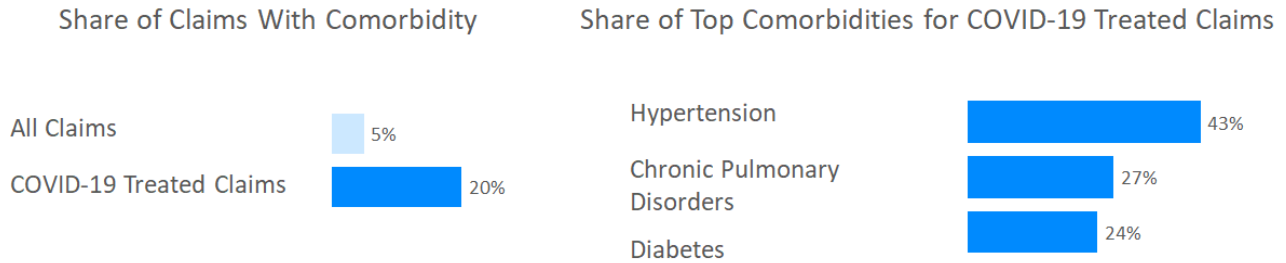 Share of Claims With Comorbidity
All Claims
5%
COVID-19 Treated Claims
20%
Share of Top Comorbidities for COVID-19 Treated Claims
Hypertension
43%
Chronic Pulmonary
Disorders
27%
Diabetes
24%